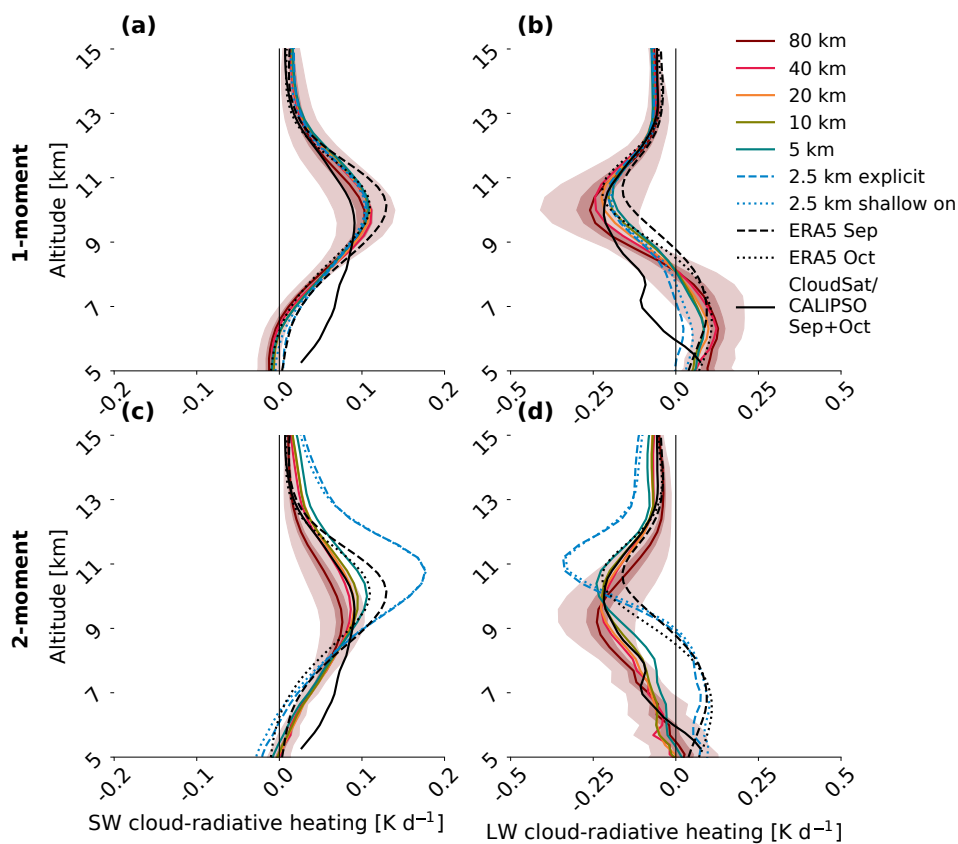 (a)
(b)
1-moment
Altitude [km]
15
13
11
9
7
5
-0.2
-0.1
0.0
0.1
0.2
15
13
11
9
7
5
-0.5
-0.25
0.0
0.25
0.5
80 km
40 km
20 km
10 km
5 km
2.5 km explicit
2.5 km shallow on
ERA5 Sep
ERA5 Oct
CloudSat/
CALIPSO
Sep+Oct
(c)
(d)
2-moment
Altitude [km]
15
13
11
9
7
5
-0.2
-0.1
0.0
0.1
0.2
SW cloud-radiative heating [K d⁻¹]
15
13
11
9
7
5
-0.5
-0.25
0.0
0.25
0.5
LW cloud-radiative heating [K d⁻¹]